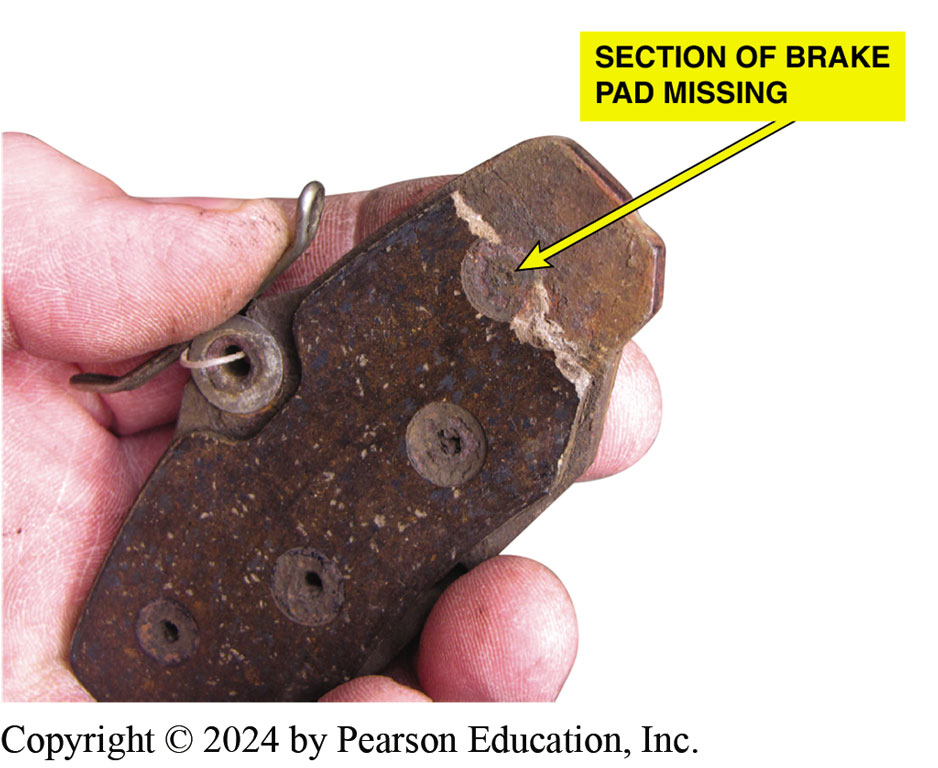 SECTION OF BRAKE
PAD MISSING
Copyright © 2024 by Pearson Education, Inc.